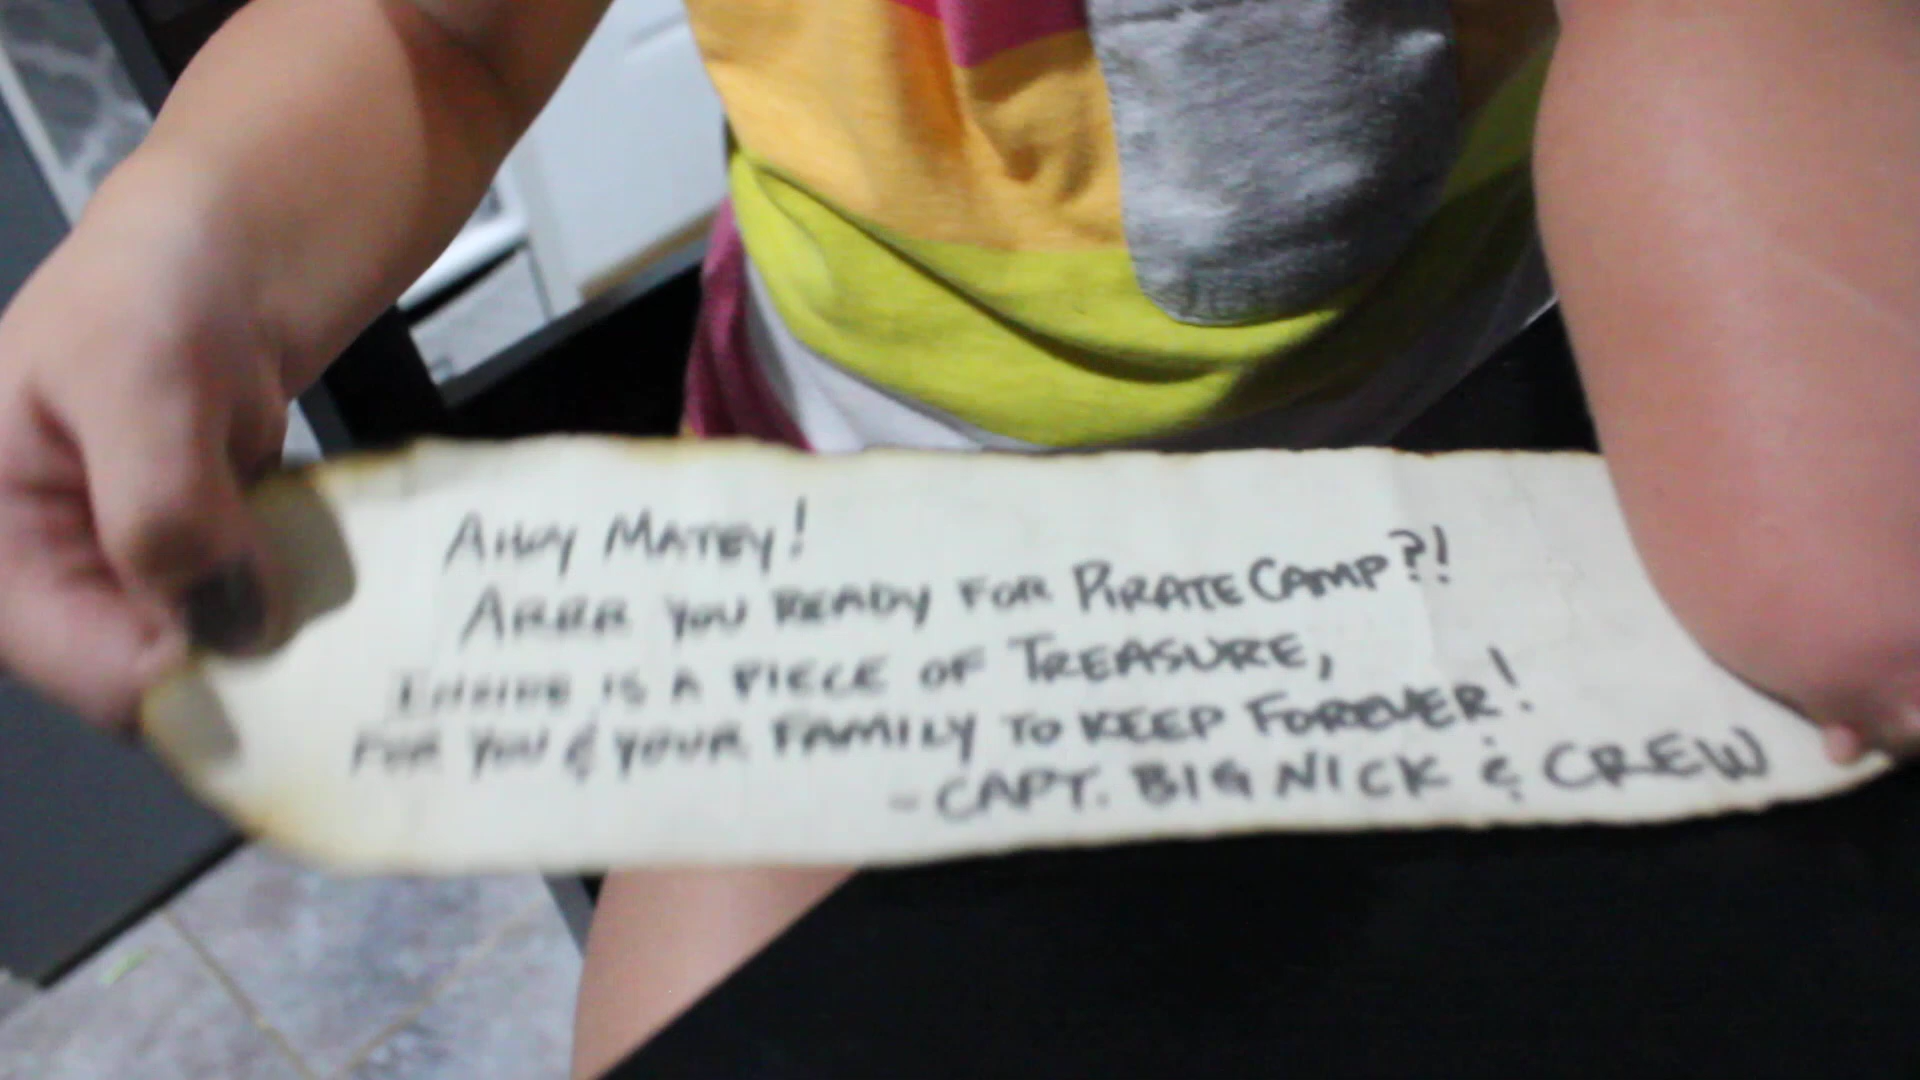 AHOY MATEY!
ARRR YOU READY FOR PIRATE CAMP?!
INSIDE IS A PIECE OF TREASURE,
FOR YOU & YOUR FAMILY TO KEEP FOREVER!
- CAPT. BIG NICK & CREW